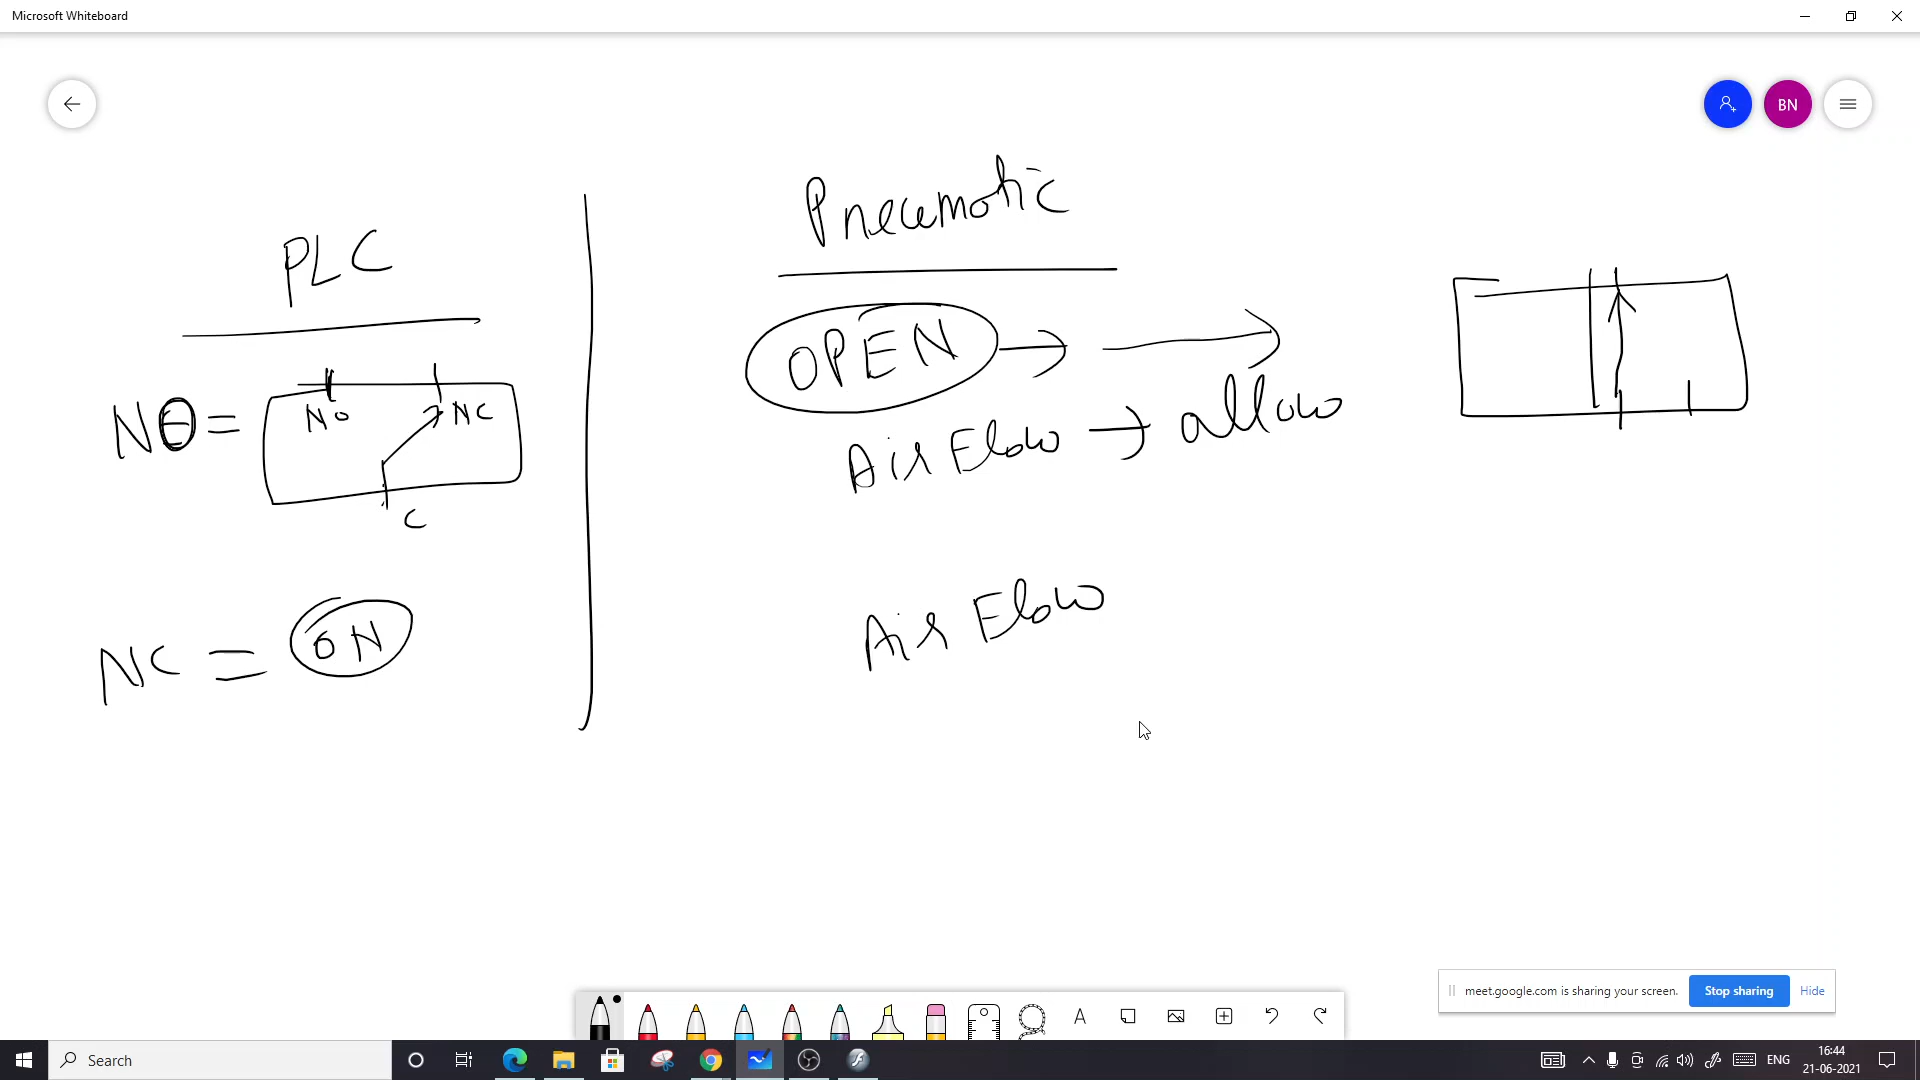 Microsoft Whiteboard
BN
PLC
NO =
NO
NC
C
NC = ON
Pneumatic
OPEN →
Air Flow → allow
Air Flow
meet.google.com is sharing your screen.
Stop sharing
Hide
Search
ENG
16:44
21-06-2021